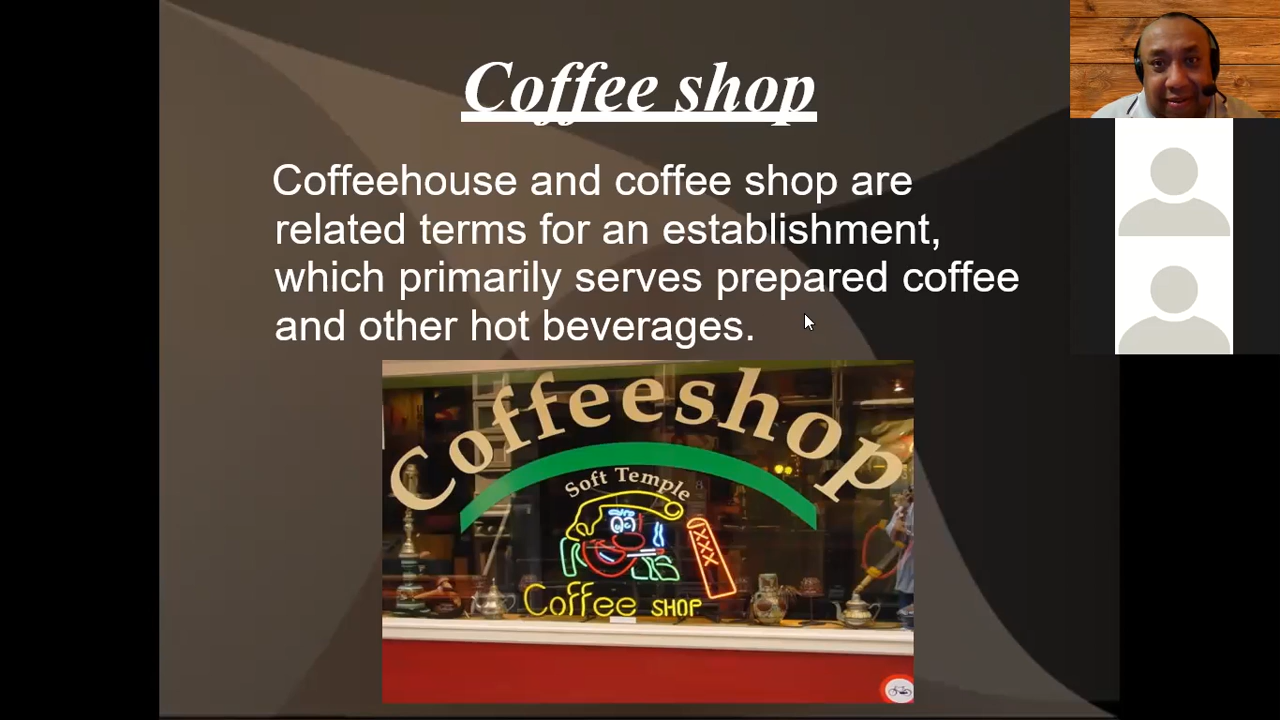 Coffee shop
Coffeehouse and coffee shop are
related terms for an establishment,
which primarily serves prepared coffee
and other hot beverages.
Coffeeshop
Soft Temple
XXX
Coffee SHOP